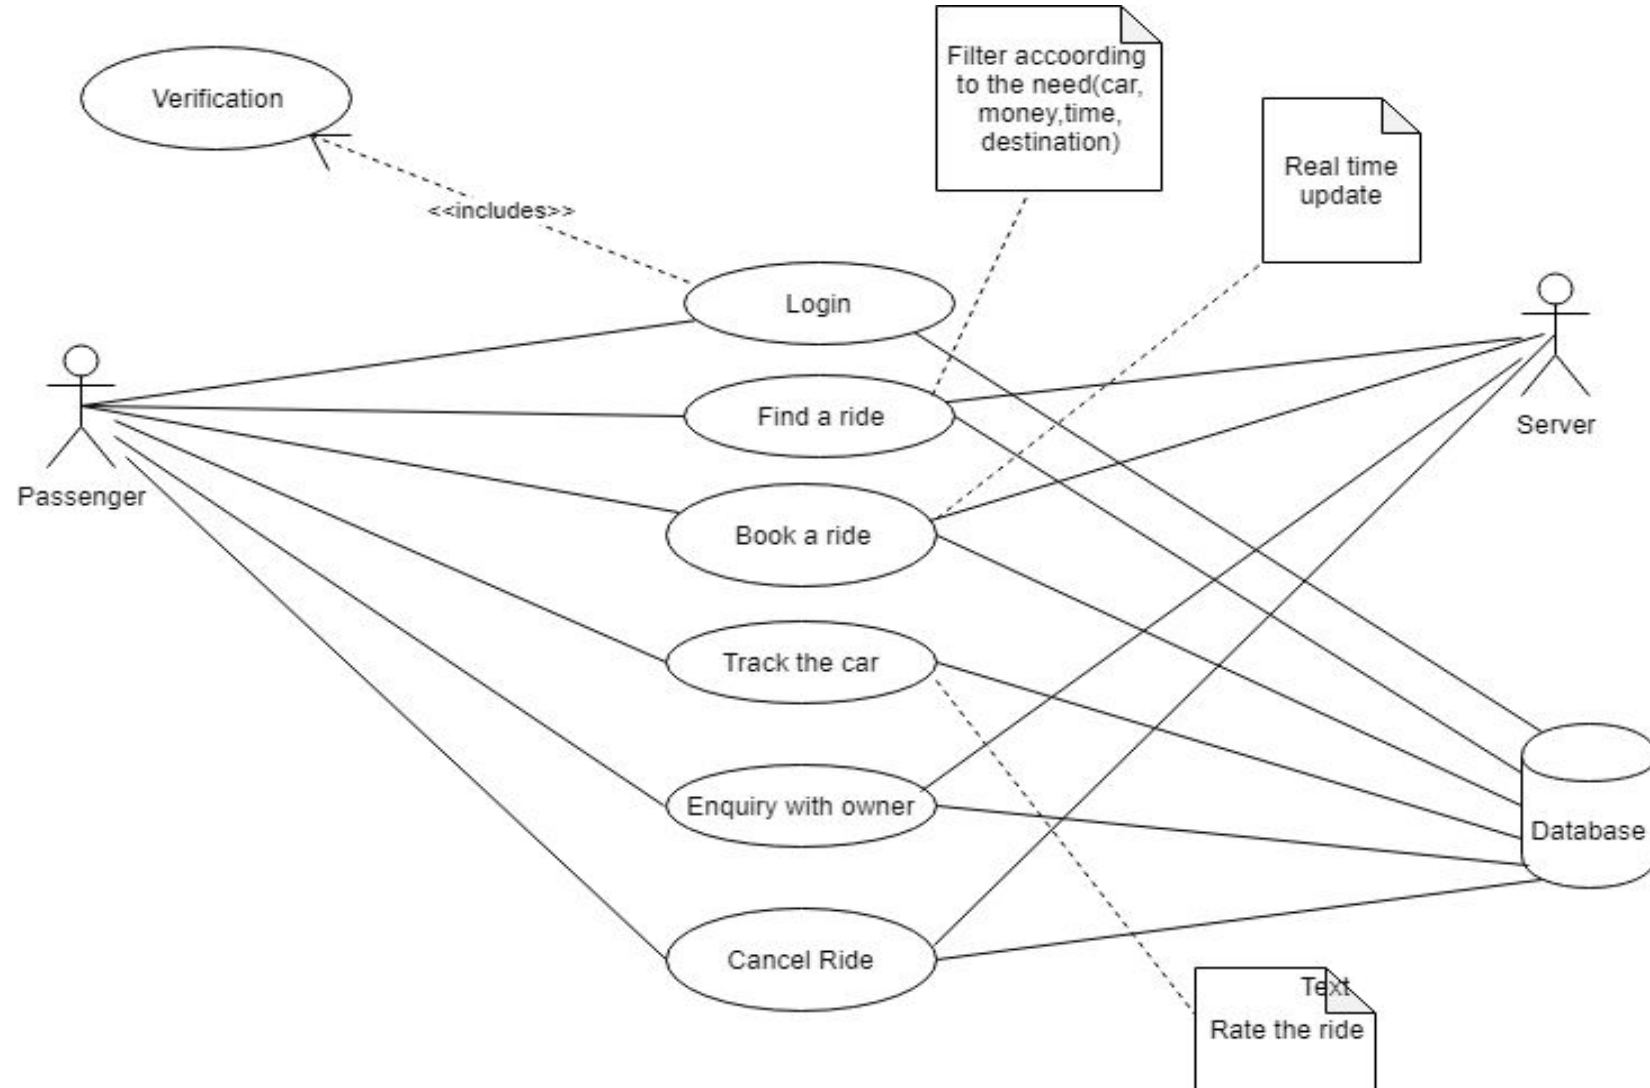 Filter accoording
to the need(car,
money,time,
destination)
Verification
Real time
update
<<includes>>
Login
Find a ride
Server
Passenger
Book a ride
Track the car
Enquiry with owner
Database
Cancel Ride
Text
Rate the ride